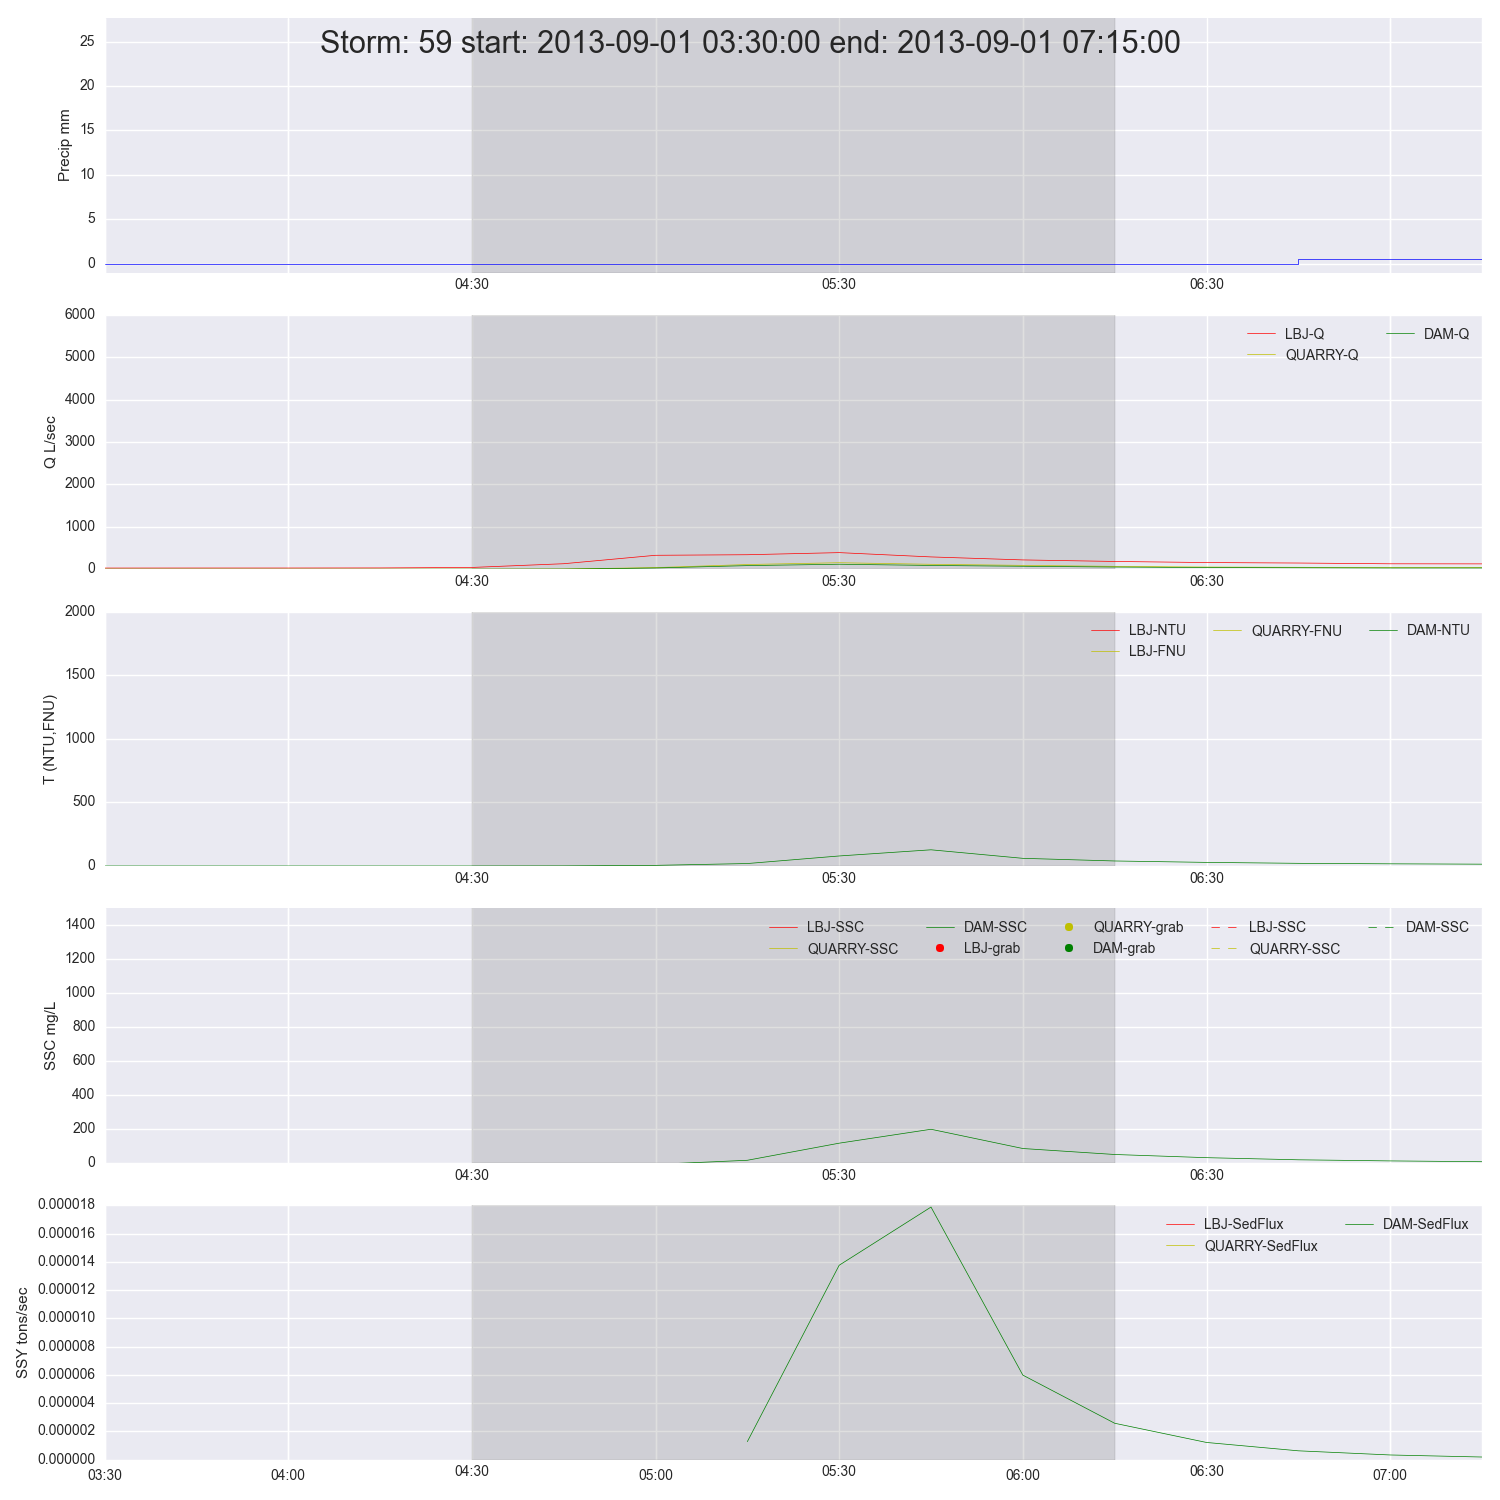 Storm: 59 start: 2013-09-01 03:30:00 end: 2013-09-01 07:15:00
Precip mm
25
20
15
10
5
0
04:30 05:30 06:30
Q L/sec
6000
5000
4000
3000
2000
1000
0
LBJ-Q DAM-Q
QUARRY-Q
04:30 05:30 06:30
T (NTU,FNU)
2000
1500
1000
500
0
LBJ-NTU QUARRY-FNU DAM-NTU
LBJ-FNU
04:30 05:30 06:30
SSC mg/L
1400
1200
1000
800
600
400
200
0
LBJ-SSC DAM-SSC QUARRY-grab LBJ-SSC DAM-SSC
QUARRY-SSC LBJ-grab DAM-grab QUARRY-SSC
04:30 05:30 06:30
SSY tons/sec
0.000018
0.000016
0.000014
0.000012
0.000010
0.000008
0.000006
0.000004
0.000002
0.000000
LBJ-SedFlux DAM-SedFlux
QUARRY-SedFlux
03:30 04:00 04:30 05:00 05:30 06:00 06:30 07:00